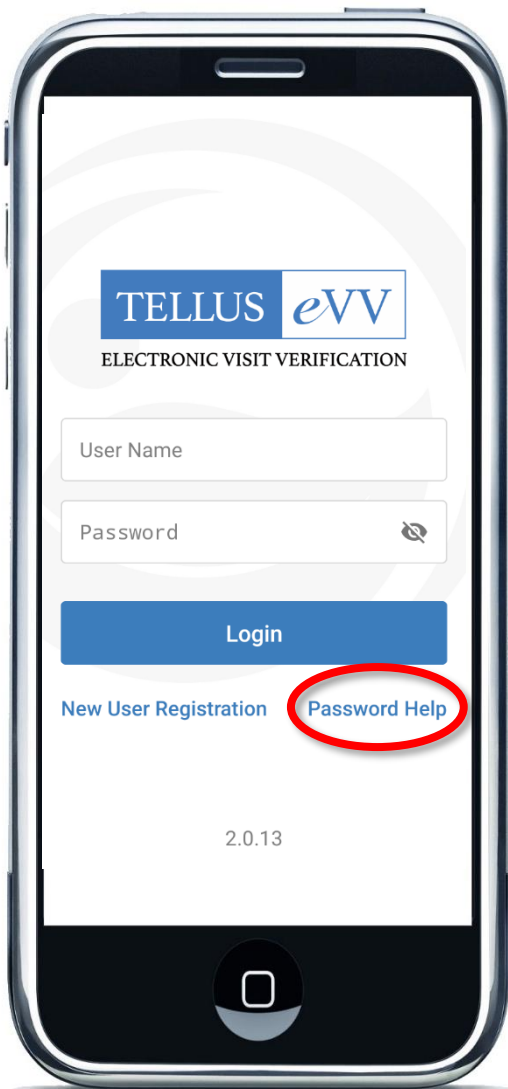 TELLUS eVV
ELECTRONIC VISIT VERIFICATION
User Name
Password
Login
New User Registration Password Help
2.0.13